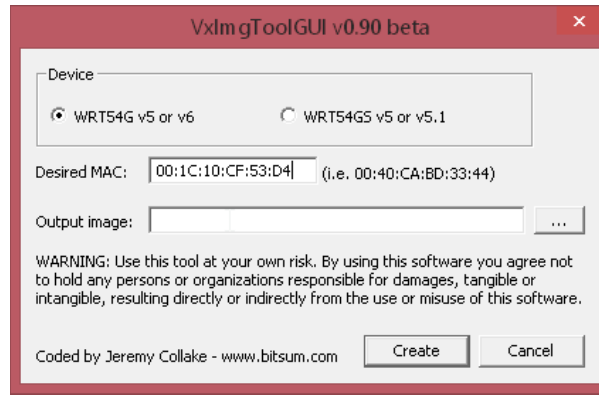 VxImgToolGUI v0.90 beta
×
Device
WRT54G v5 or v6
WRT54GS v5 or v5.1
Desired MAC: 00:1C:10:CF:53:D4 (i.e. 00:40:CA:BD:33:44)
Output image: ...
WARNING: Use this tool at your own risk. By using this software you agree not
to hold any persons or organizations responsible for damages, tangible or
intangible, resulting directly or indirectly from the use or misuse of this software.
Coded by Jeremy Collake - www.bitsum.com Create Cancel